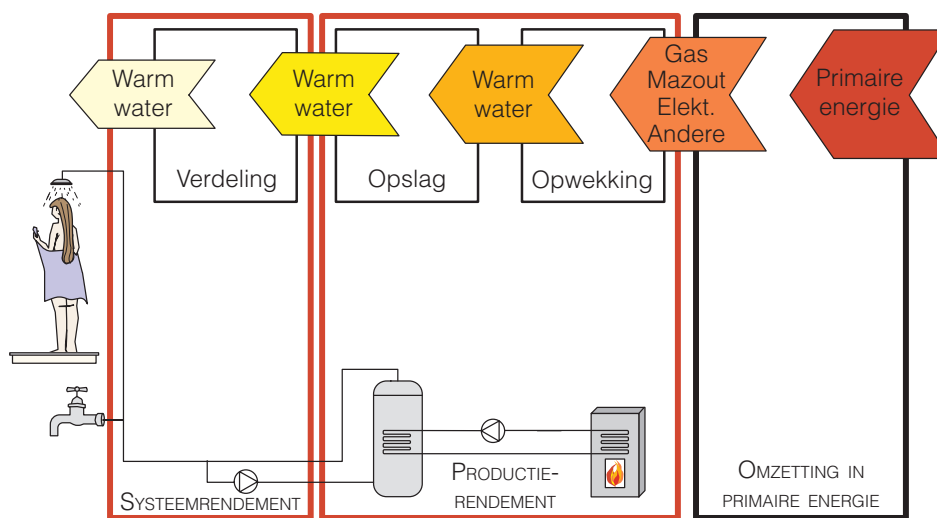 Warm
water
Warm
water
Warm
water
Gas
Mazout
Elekt.
Andere
Primaire
energie
Verdeling
Opslag
Opwekking
SYSTEEMRENDEMENT
PRODUCTIE-
RENDEMENT
OMZETTING IN
PRIMAIRE ENERGIE